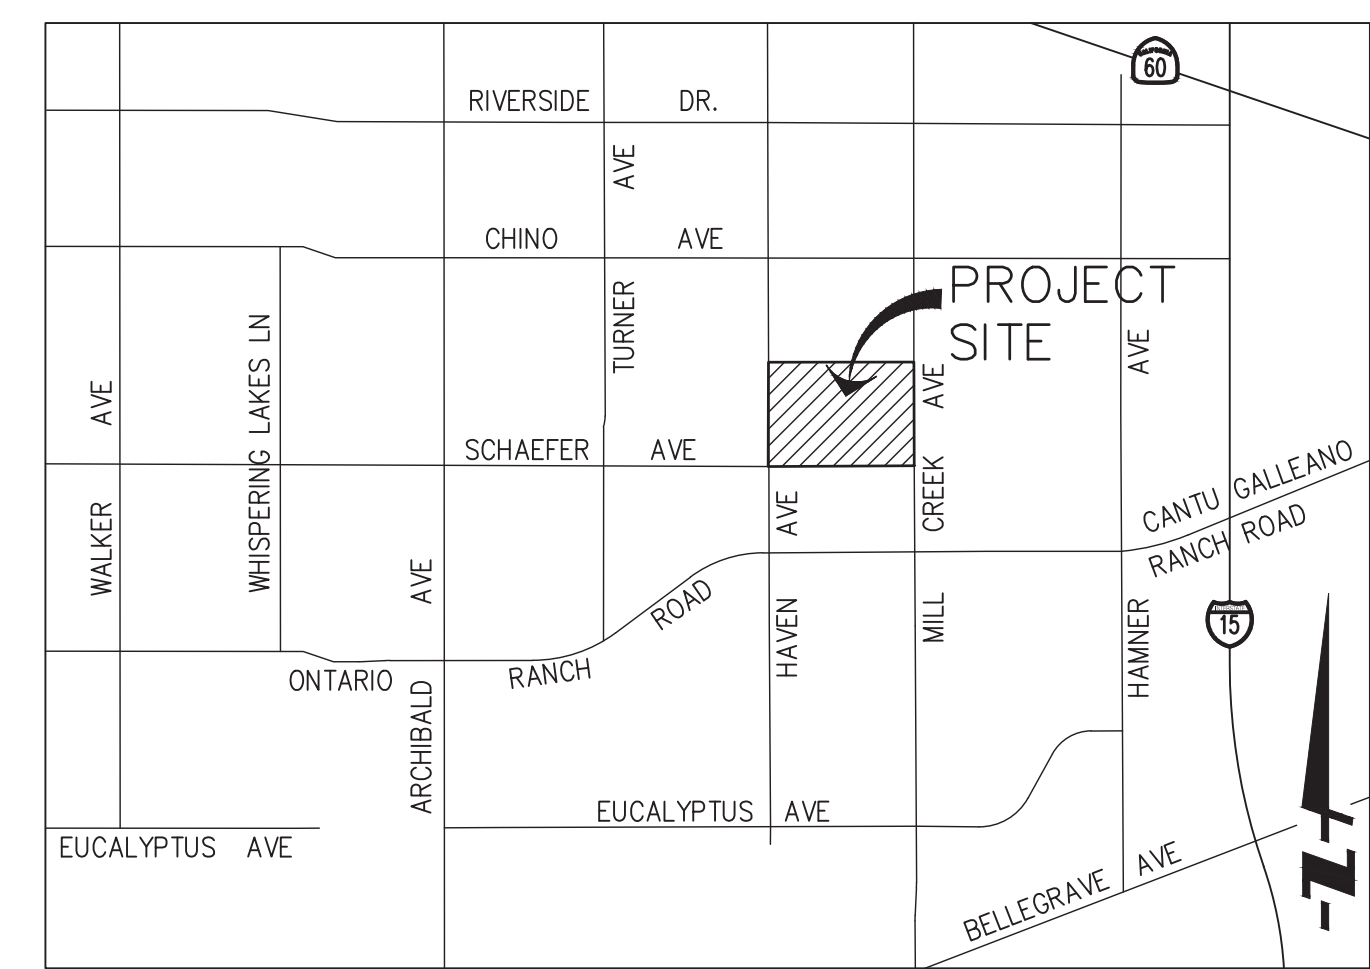 CALIFORNIA
60
RIVERSIDE DR.
AVE
CHINO AVE
PROJECT
SITE
TURNER
WHISPERING LAKES LN
AVE
WALKER
AVE
CREEK
MILL
AVE
HAMNER
SCHAEFER AVE
AVE
HAVEN
CANTU GALLEANO
RANCH ROAD
AVE
ARCHIBALD
INTERSTATE
15
ONTARIO RANCH ROAD
EUCALYPTUS AVE
EUCALYPTUS AVE
BELLEGRAVE AVE
N